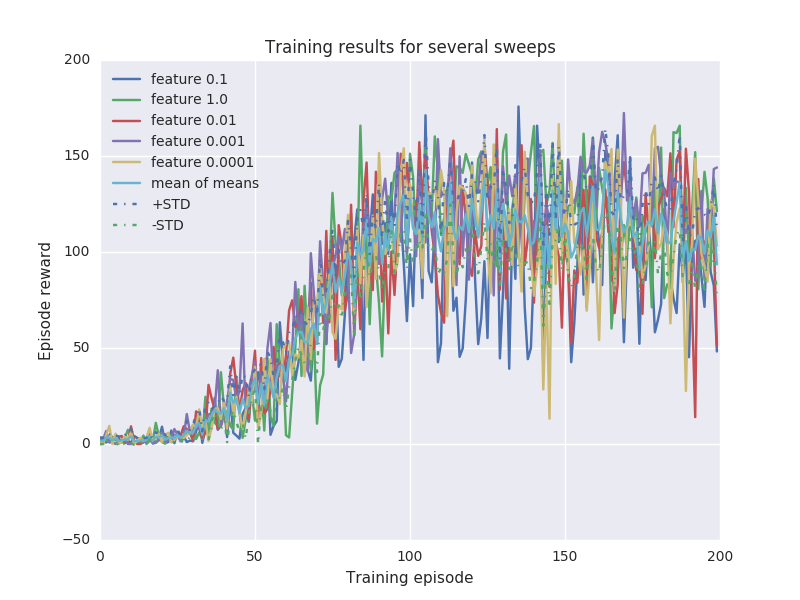 Training results for several sweeps
200
150
100
50
0
−50
Episode reward
feature 0.1
feature 1.0
feature 0.01
feature 0.001
feature 0.0001
mean of means
+STD
-STD
0 50 100 150 200
Training episode